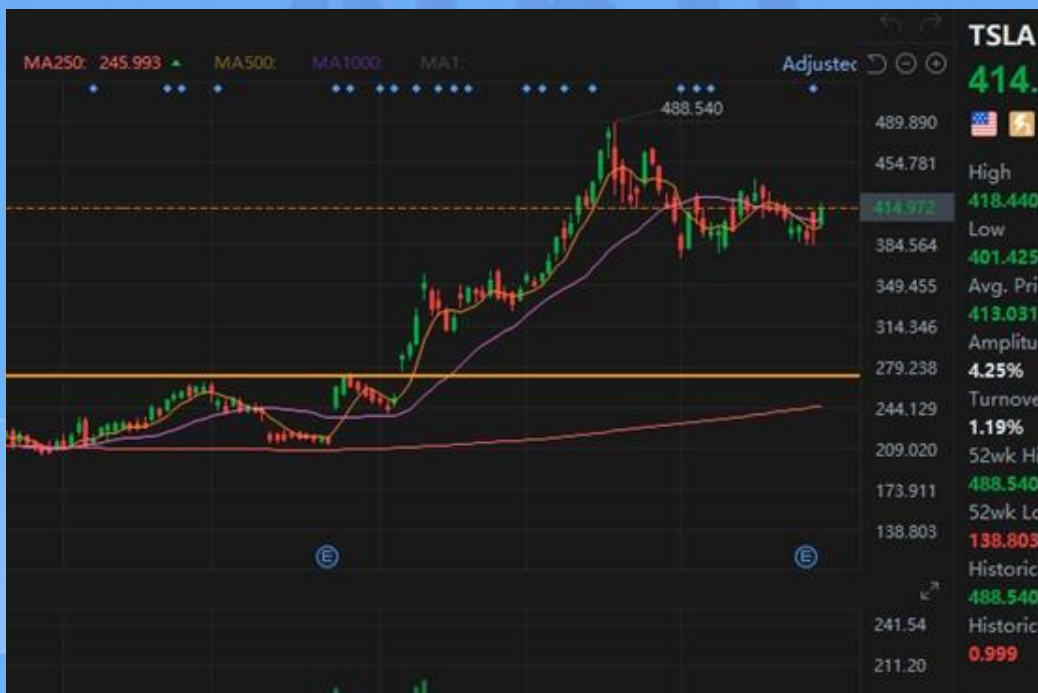 TSLA
MA250: 245.993 MA500: MA1000: MA1: Adjusted
414.
488.540
489.890
454.781
414.972
384.564
349.455
314.346
279.238
244.129
209.020
173.911
138.803
E E
241.54
211.20
High
418.440
Low
401.425
Avg. Pri
413.031
Amplitu
4.25%
Turnove
1.19%
52wk Hi
488.540
52wk Lo
138.803
Historic
488.540
Historic
0.999